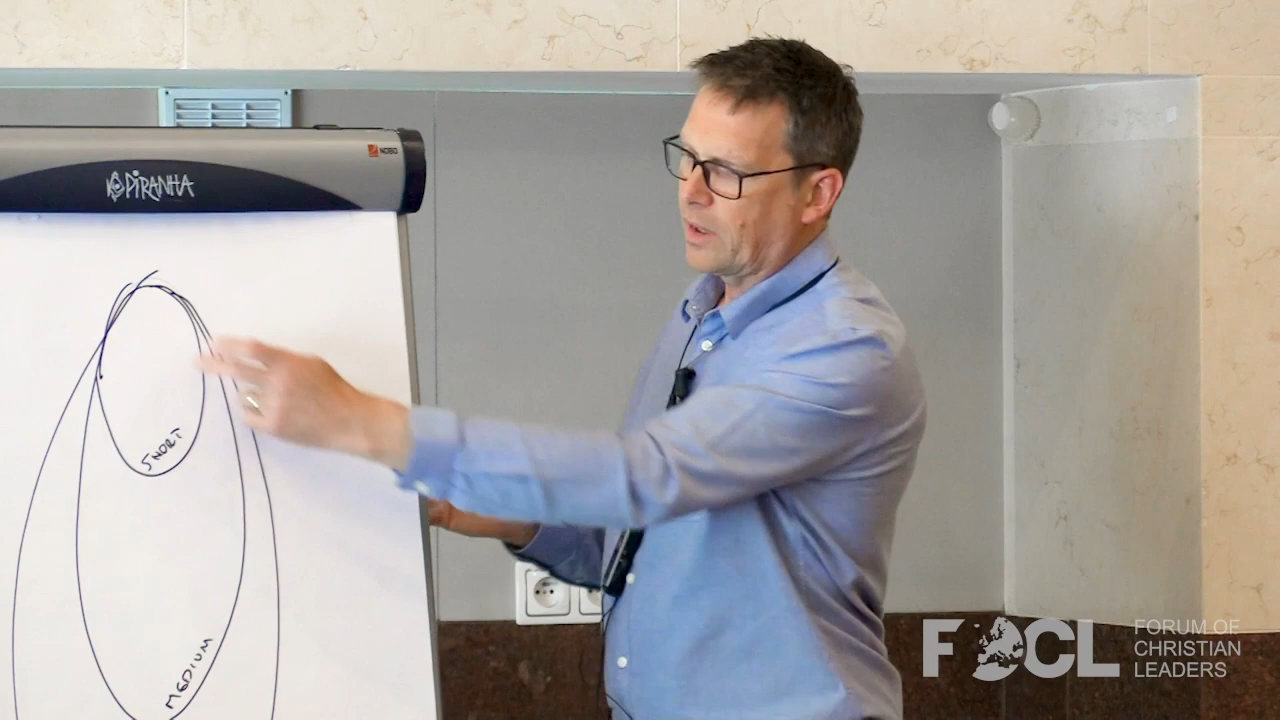 NOBO
PIRANHA
SHORT
MEDIUM
FOCL
FORUM OF
CHRISTIAN
LEADERS